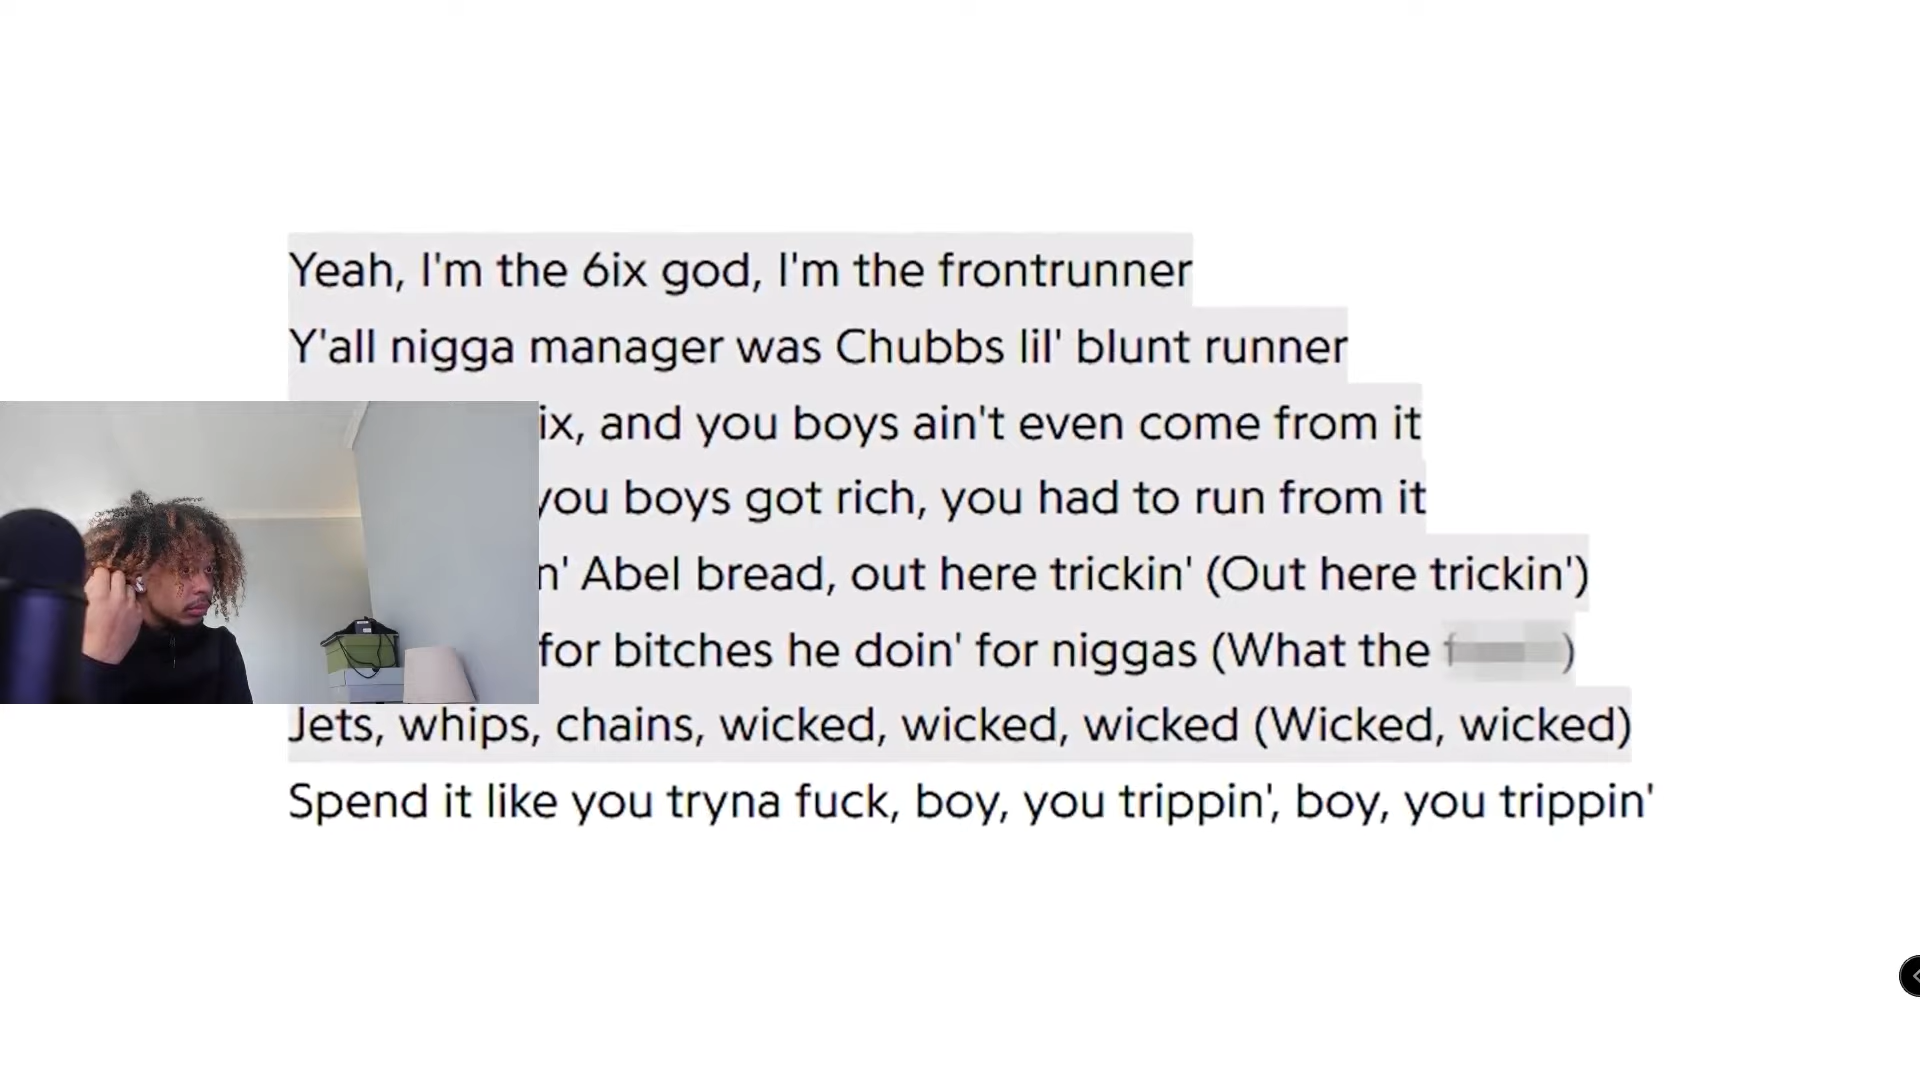 Yeah, I'm the 6ix god, I'm the frontrunner
Y'all nigga manager was Chubbs lil' blunt runner
ix, and you boys ain't even come from it
you boys got rich, you had to run from it
n' Abel bread, out here trickin' (Out here trickin')
for bitches he doin' for niggas (What the )
Jets, whips, chains, wicked, wicked, wicked (Wicked, wicked)
Spend it like you tryna fuck, boy, you trippin', boy, you trippin'